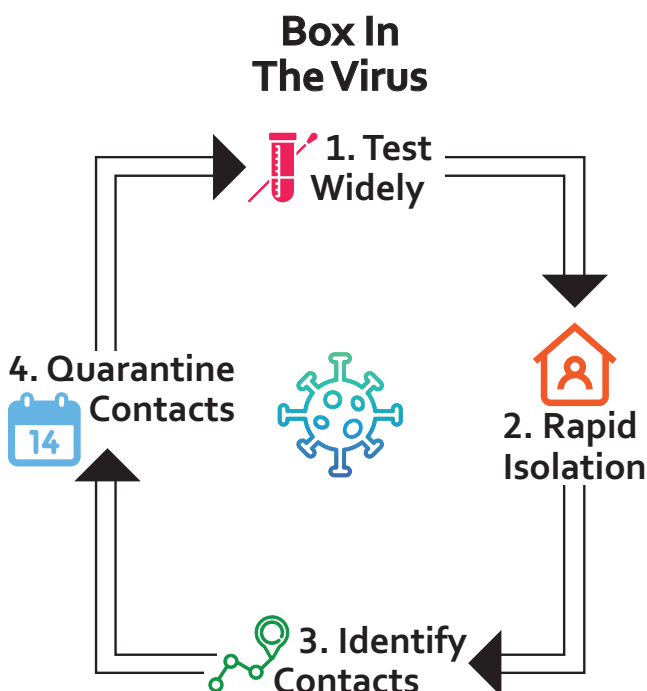 Box In
The Virus
1. Test
Widely
2. Rapid
Isolation
3. Identify
Contacts
4. Quarantine
Contacts
14